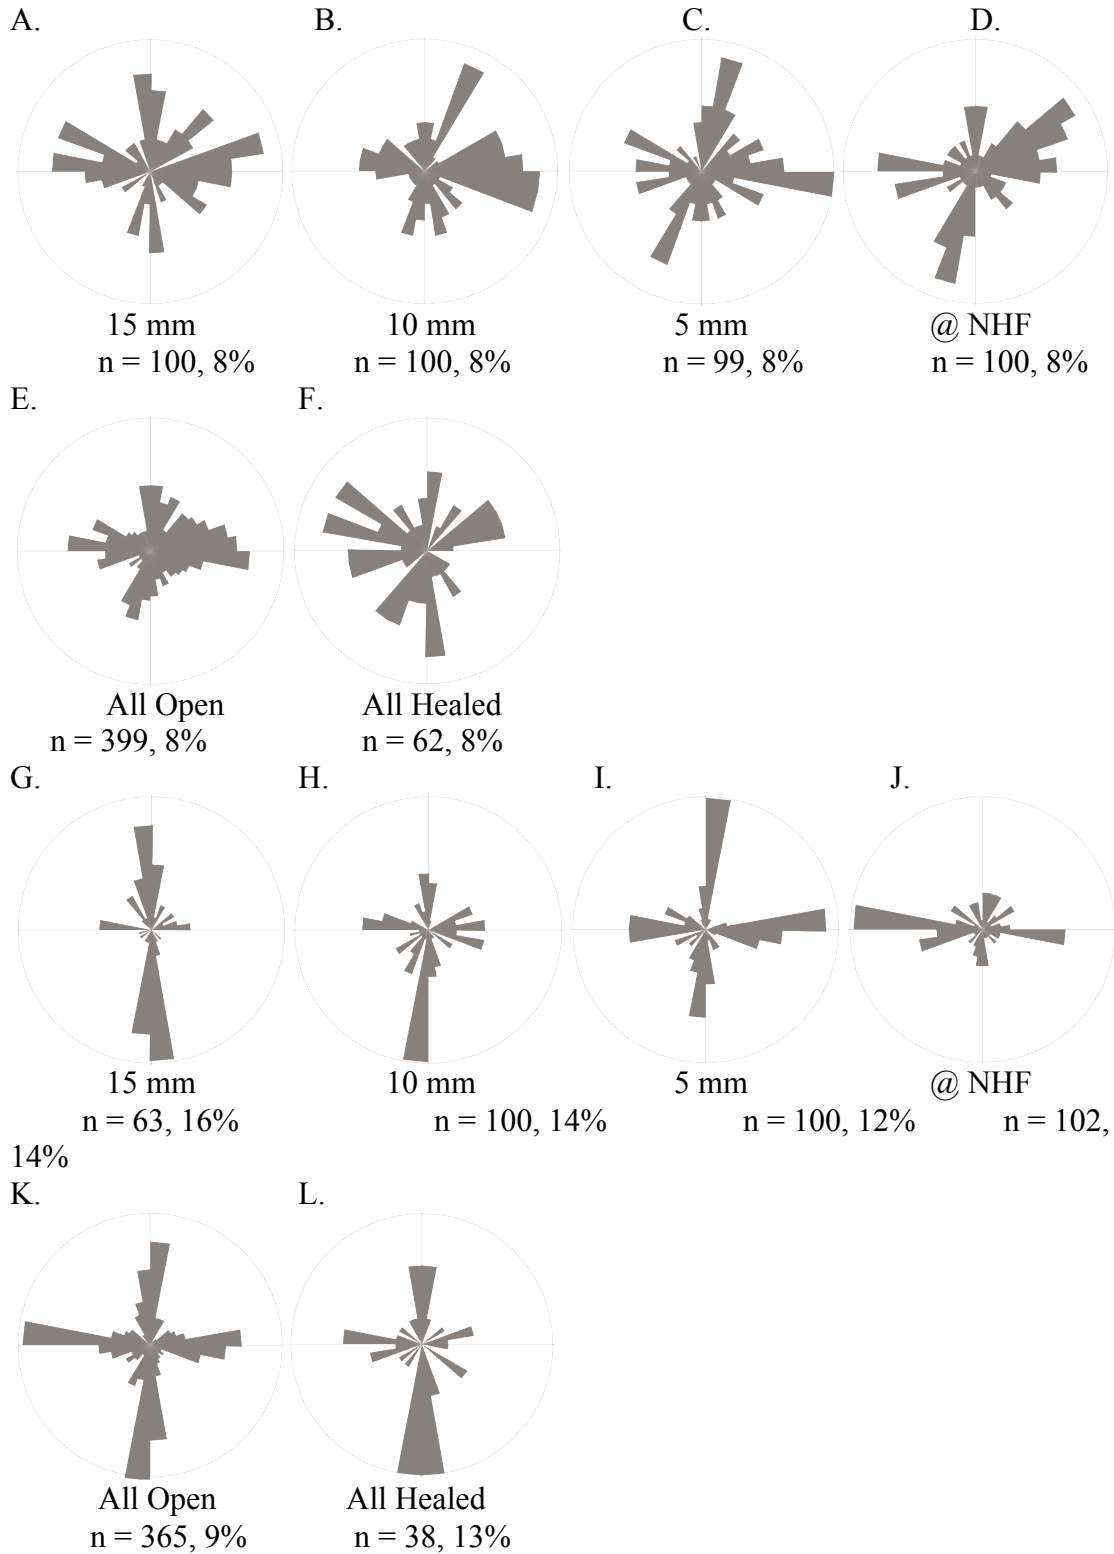 A. B. C. D.
15 mm 10 mm 5 mm @ NHF
n = 100, 8% n = 100, 8% n = 99, 8% n = 100, 8%
E. F.
All Open All Healed
n = 399, 8% n = 62, 8%
G. H. I. J.
15 mm 10 mm 5 mm @ NHF
n = 63, 16% n = 100, 14% n = 100, 12% n = 102,
14%
K. L.
All Open All Healed
n = 365, 9% n = 38, 13%